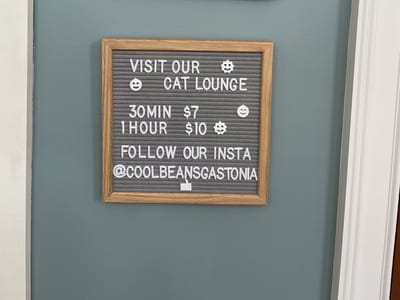 VISIT OUR
CAT LOUNGE
30MIN $7
1HOUR $10
FOLLOW OUR INSTA
@COOLBEANSGASTONIA